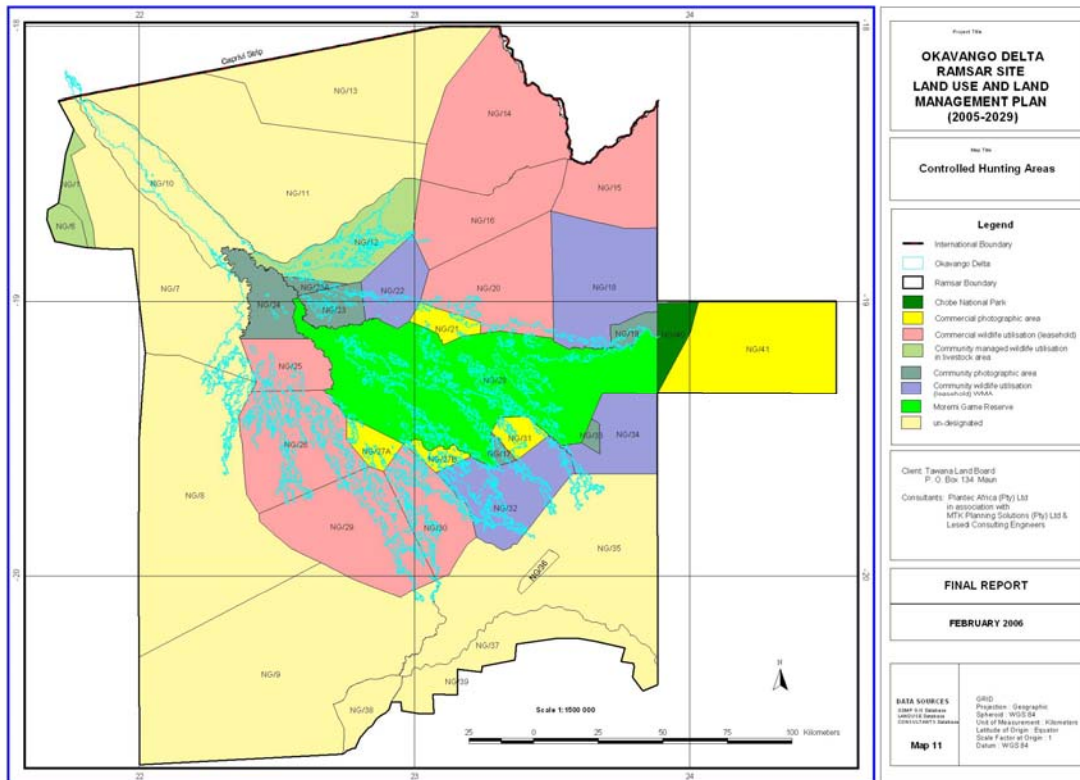 22
23
24
-18
-18
Caprivi Strip
NG/13
NG/14
NG/1
NG/10
NG/11
NG/15
NG/6
NG/16
NG/12
NG/7
NG/22
NG/20
NG/18
NG/23A
NG/24
NG/23
-19
-19
NG/21
NG/19
NG/41
NG/25
NG/28
NG/31
NG/33
NG/34
NG/26
NG/27A
NG/27B
NG/8
NG/29
NG/30
NG/32
NG/35
-20
-20
NG/36
NG/37
NG/9
NG/39
NG/38
N
Scale 1:1500 000
25
0
25
50
75
100 Kilometers
22
23
24
Project Title
OKAVANGO DELTA
RAMSAR SITE
LAND USE AND LAND
MANAGEMENT PLAN
(2005-2029)
Map Title
Controlled Hunting Areas
Legend
International Boundary
Okavango Delta
Ramsar Boundary
Chobe National Park
Commercial photographic area
Commercial wildlife utilisation (leasehold)
Community managed wildlife utilisation
in livestock area
Community photographic area
Community wildlife utilisation
(leasehold) WMA
Moremi Game Reserve
un-designated
Client: Tawana Land Board
P. O. Box 134 Maun
Consultants: Plantec Africa (Pty) Ltd
in association with
MTK Planning Solutions (Pty) Ltd &
Lesedi Consulting Engineers
FINAL REPORT
FEBRUARY 2006
DATA SOURCES
CONSULTANTS Database
Map 11
GRID
Projection : Geographic
Spheroid : WGS 84
Unit of Measurement : Kilometers
Latitude of Origin : Equator
Scale Factor at Origin : 1
Datum : WGS 84